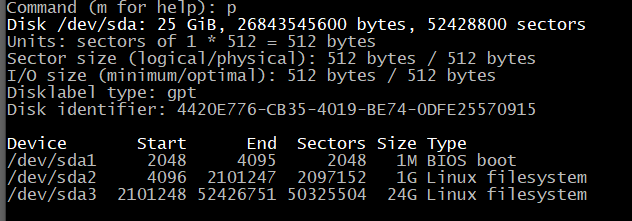 Command (m for help): p
Disk /dev/sda: 25 GiB, 26843545600 bytes, 52428800 sectors
Units: sectors of 1 * 512 = 512 bytes
Sector size (logical/physical): 512 bytes / 512 bytes
I/O size (minimum/optimal): 512 bytes / 512 bytes
Disklabel type: gpt
Disk identifier: 4420E776-CB35-4019-BE74-0DFE25570915
Device Start End Sectors Size Type
/dev/sda1 2048 4095 2048 1M BIOS boot
/dev/sda2 4096 2101247 2097152 1G Linux filesystem
/dev/sda3 2101248 52426751 50325504 24G Linux filesystem